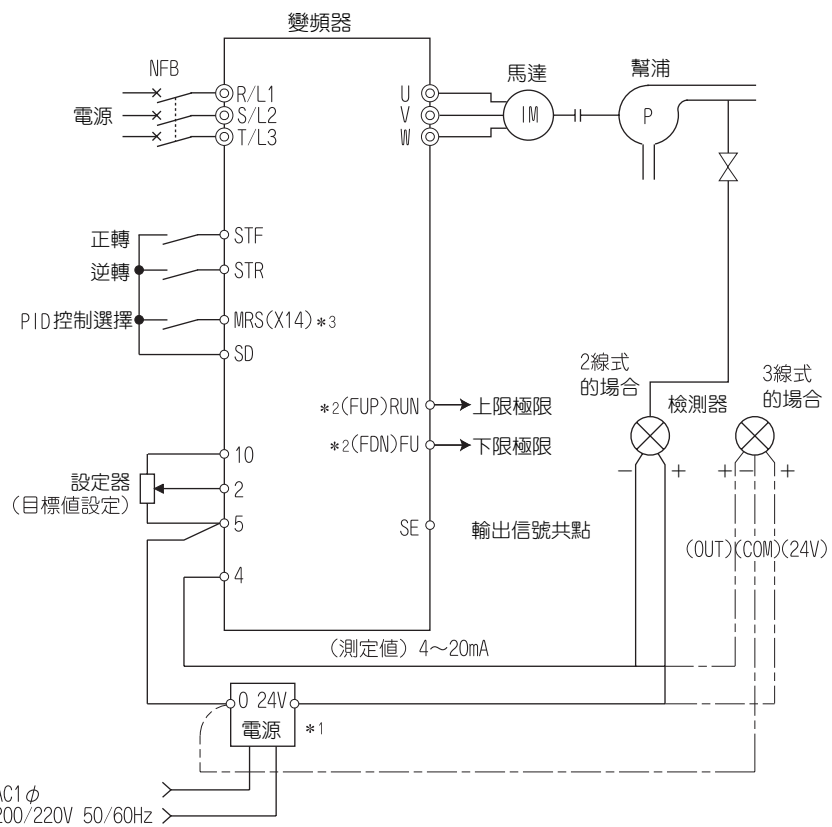 變頻器
NFB
電源
R/L1
S/L2
T/L3
U
V
W
馬達
IM
幫浦
P
正轉
STF
逆轉
STR
PID控制選擇
MRS(X14)*3
SD
*2(FUP)RUN
上限極限
*2(FDN)FU
下限極限
2線式
的場合
檢測器
3線式
的場合
− +
+ − +
設定器
(目標值設定)
10
2
5
4
SE
輸出信號共點
(OUT)(COM)(24V)
(測定值) 4～20mA
0 24V
電源
*1
AC1φ
200/220V 50/60Hz